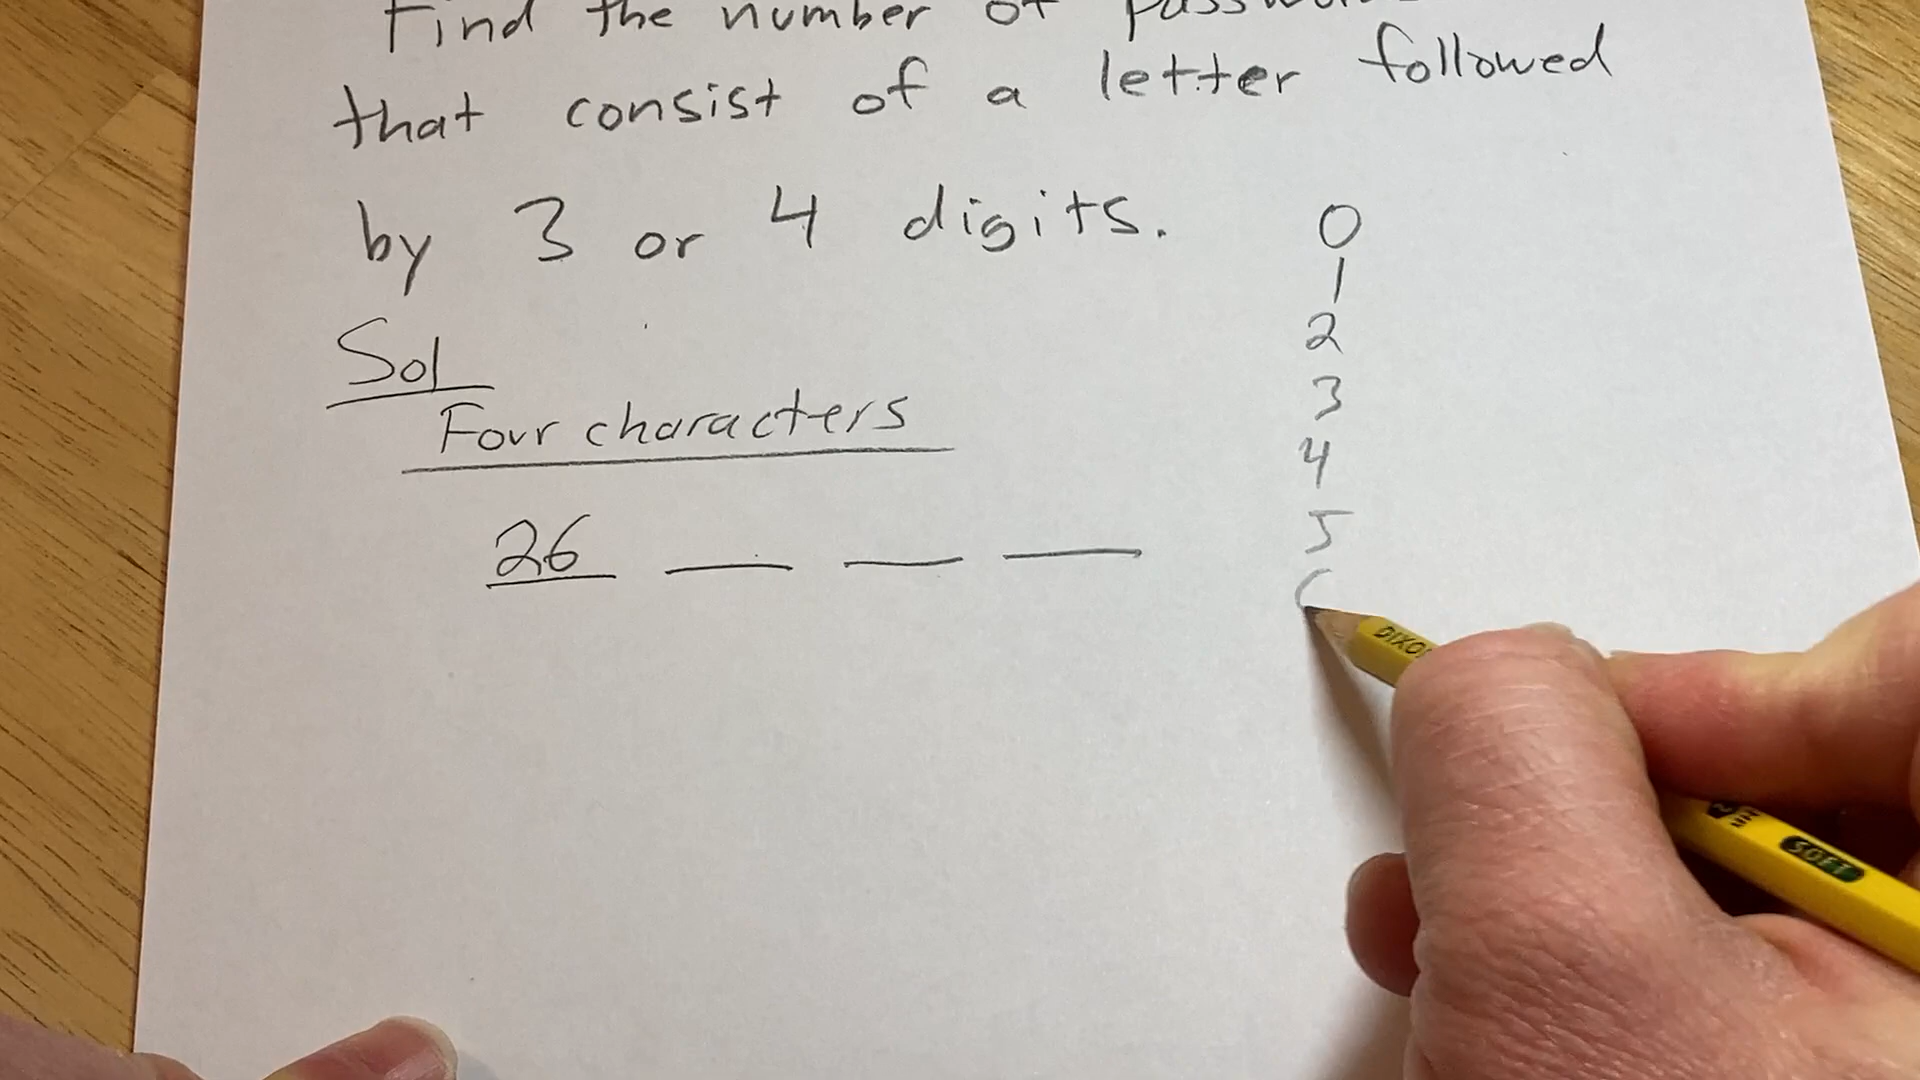 Find the number of
that consist of a letter followed
by 3 or 4 digits.
Sol
Four characters
26
0
1
2
3
4
5
SOFT